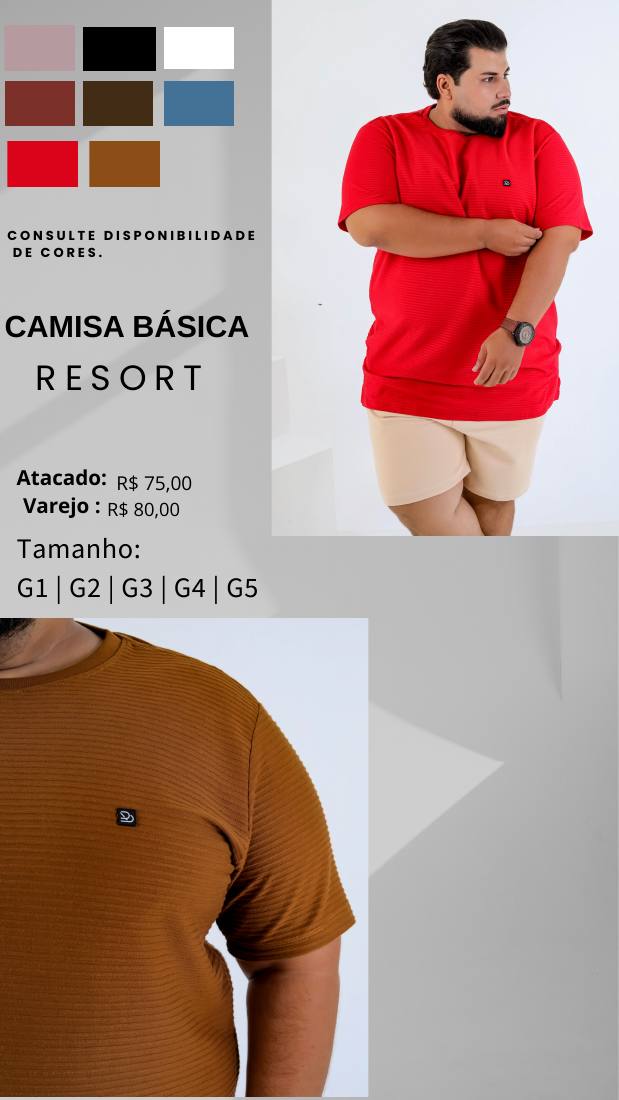 CONSULTE DISPONIBILIDADE
DE CORES.
CAMISA BÁSICA
RESORT
Atacado: R$ 75,00
Varejo : R$ 80,00
Tamanho:
G1 | G2 | G3 | G4 | G5